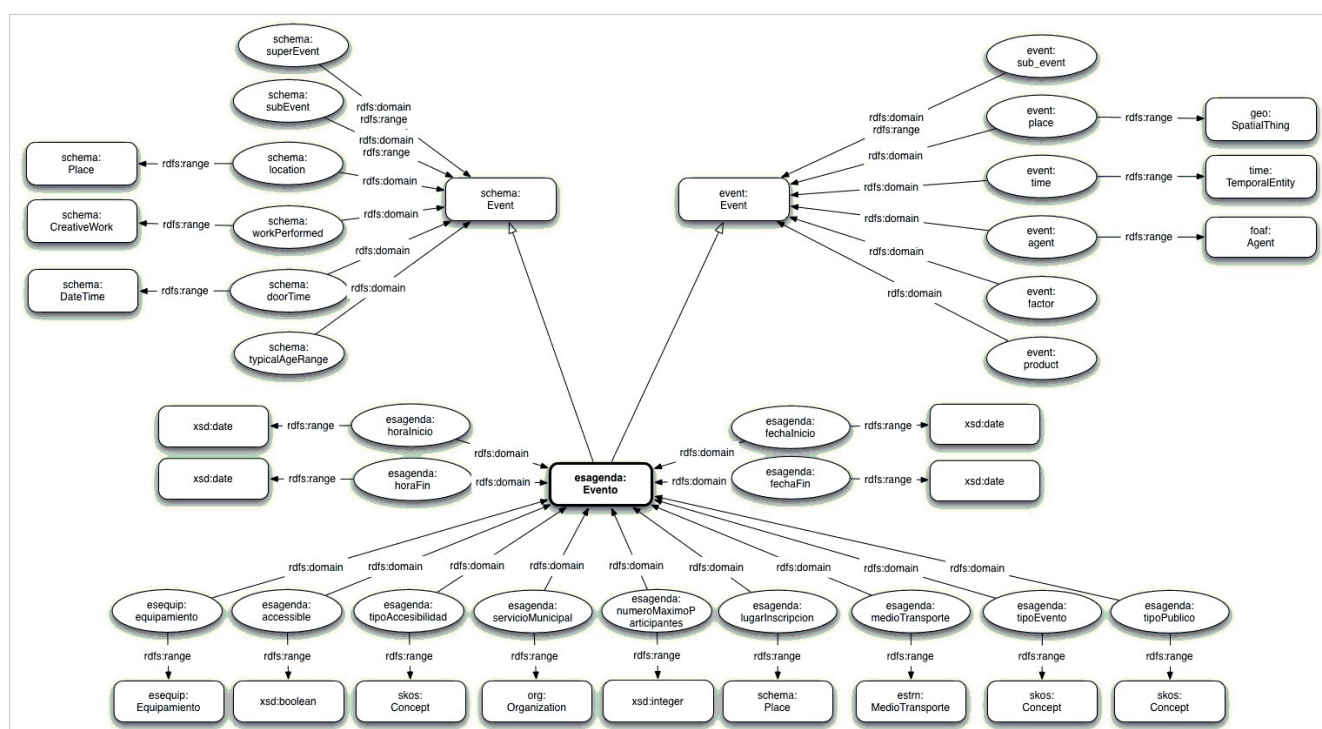 schema:
superEvent
schema:
subEvent
rdfs:domain
rdfs:range
rdfs:domain
rdfs:range
schema:
Place
rdfs:range
schema:
location
rdfs:domain
schema:
Event
schema:
CreativeWork
rdfs:range
schema:
workPerformed
rdfs:domain
rdfs:domain
schema:
DateTime
rdfs:range
schema:
doorTime
rdfs:domain
schema:
typicalAgeRange
event:
sub_event
rdfs:domain
rdfs:range
event:
place
rdfs:range
geo:
SpatialThing
rdfs:domain
event:
Event
rdfs:domain
event:
time
rdfs:range
time:
TemporalEntity
rdfs:domain
event:
agent
rdfs:range
foaf:
Agent
rdfs:domain
event:
factor
rdfs:domain
event:
product
xsd:date
rdfs:range
esagenda:
horaInicio
rdfs:domain
xsd:date
rdfs:range
esagenda:
horaFin
rdfs:domain
esagenda:
Evento
rdfs:domain
esagenda:
fechaInicio
rdfs:range
xsd:date
rdfs:domain
esagenda:
fechaFin
rdfs:range
xsd:date
rdfs:domain
rdfs:domain
rdfs:domain
rdfs:domain
rdfs:domain
rdfs:domain
rdfs:domain
rdfs:domain
rdfs:domain
esequip:
equipamiento
esagenda:
accessible
esagenda:
tipoAccesibilidad
esagenda:
servicioMunicipal
esagenda:
numeroMaximoP
articipantes
esagenda:
lugarInscripcion
esagenda:
medioTransporte
esagenda:
tipoEvento
esagenda:
tipoPublico
rdfs:range
rdfs:range
rdfs:range
rdfs:range
rdfs:range
rdfs:range
rdfs:range
rdfs:range
rdfs:range
esequip:
Equipamiento
xsd:boolean
skos:
Concept
org:
Organization
xsd:integer
schema:
Place
estrn:
MedioTransporte
skos:
Concept
skos:
Concept